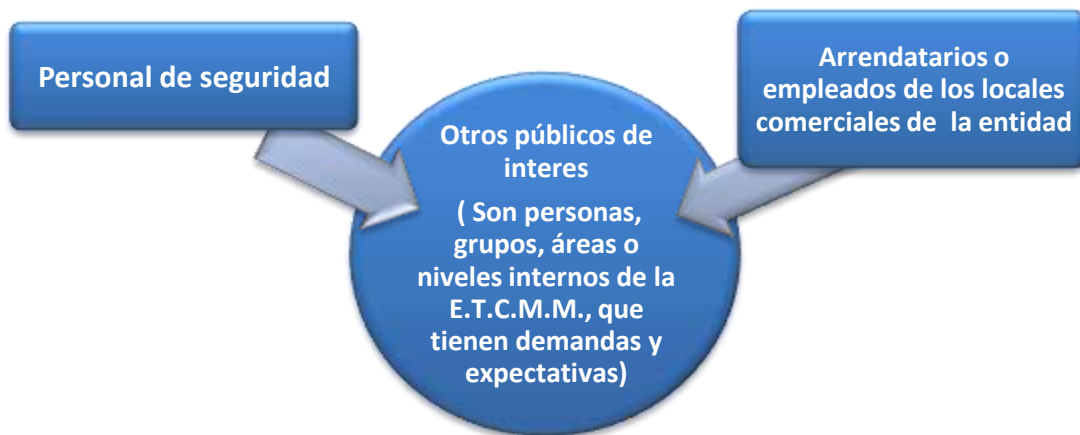 Personal de seguridad
Arrendatarios o
empleados de los locales
comerciales de la entidad
Otros públicos de
interes
( Son personas,
grupos, áreas o
niveles internos de la
E.T.C.M.M., que
tienen demandas y
expectativas)